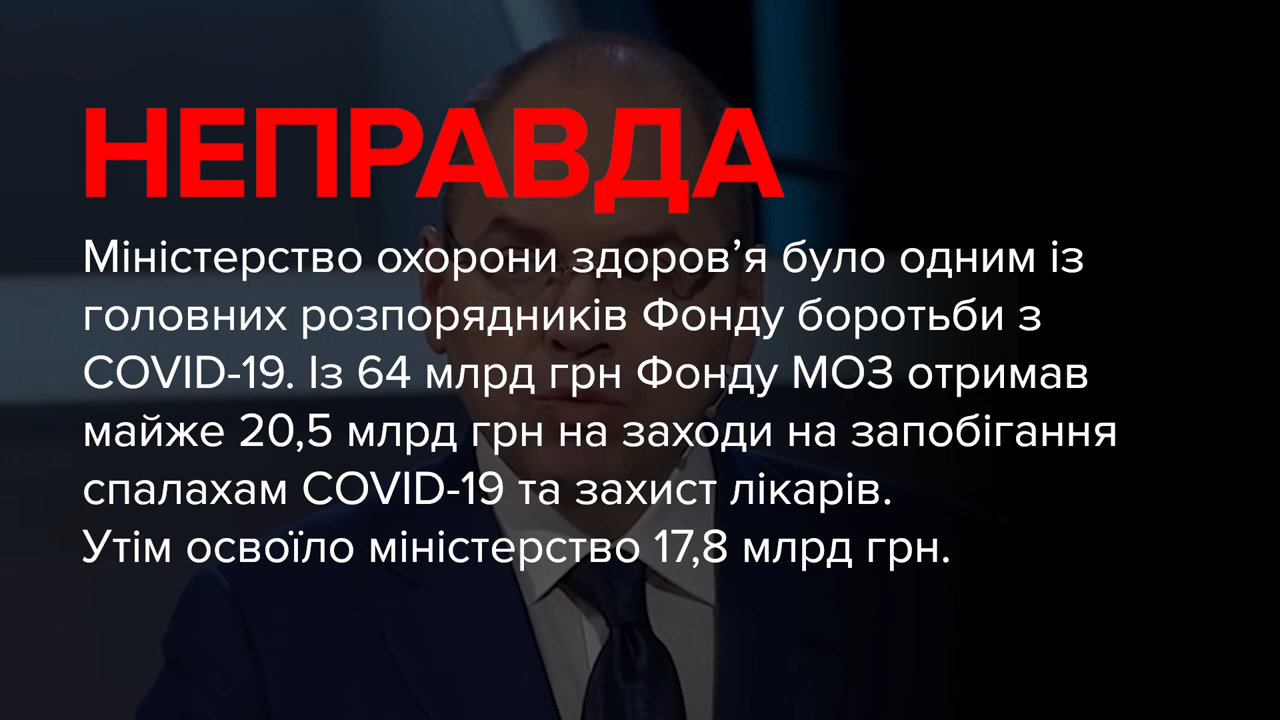 НЕПРАВДА
Міністерство охорони здоров’я було одним із
головних розпорядників Фонду боротьби з
COVID-19. Із 64 млрд грн Фонду МОЗ отримав
майже 20,5 млрд грн на заходи на запобігання
спалахам COVID-19 та захист лікарів.
Утім освоїло міністерство 17,8 млрд грн.